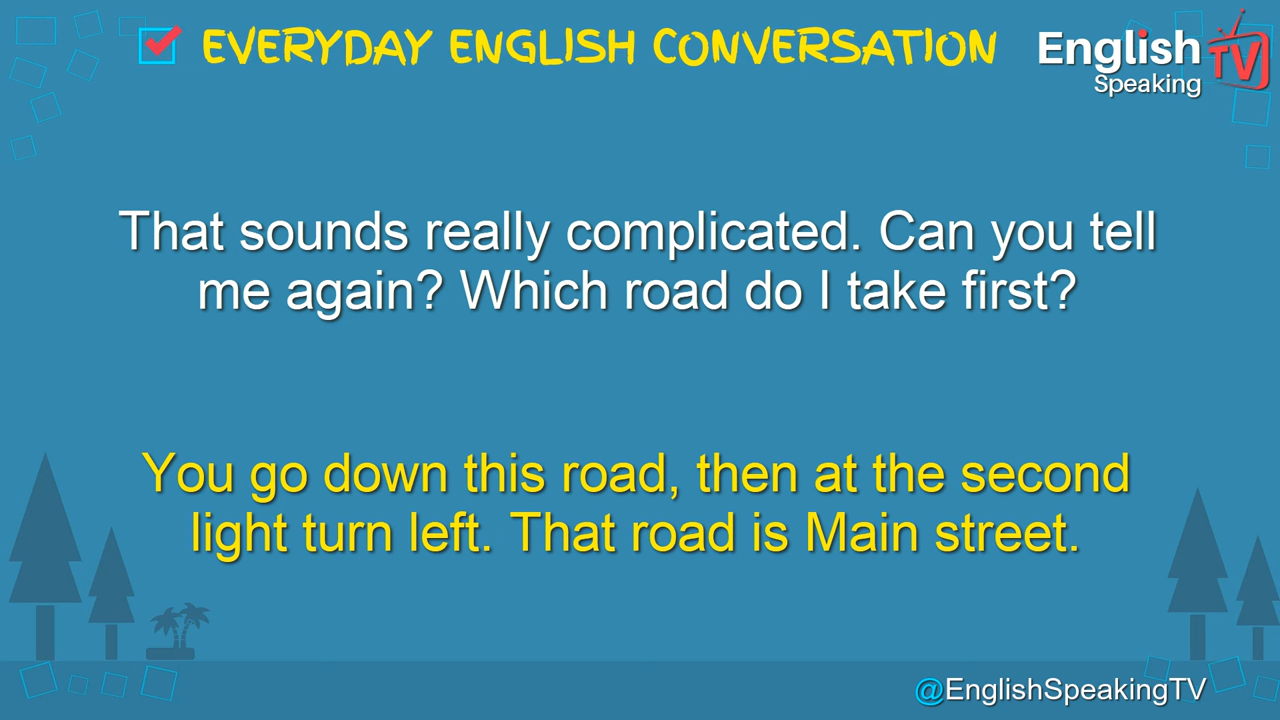 EVERYDAY ENGLISH CONVERSATION
English
TV
Speaking
That sounds really complicated. Can you tell
me again? Which road do I take first?
You go down this road, then at the second
light turn left. That road is Main street.
@EnglishSpeakingTV